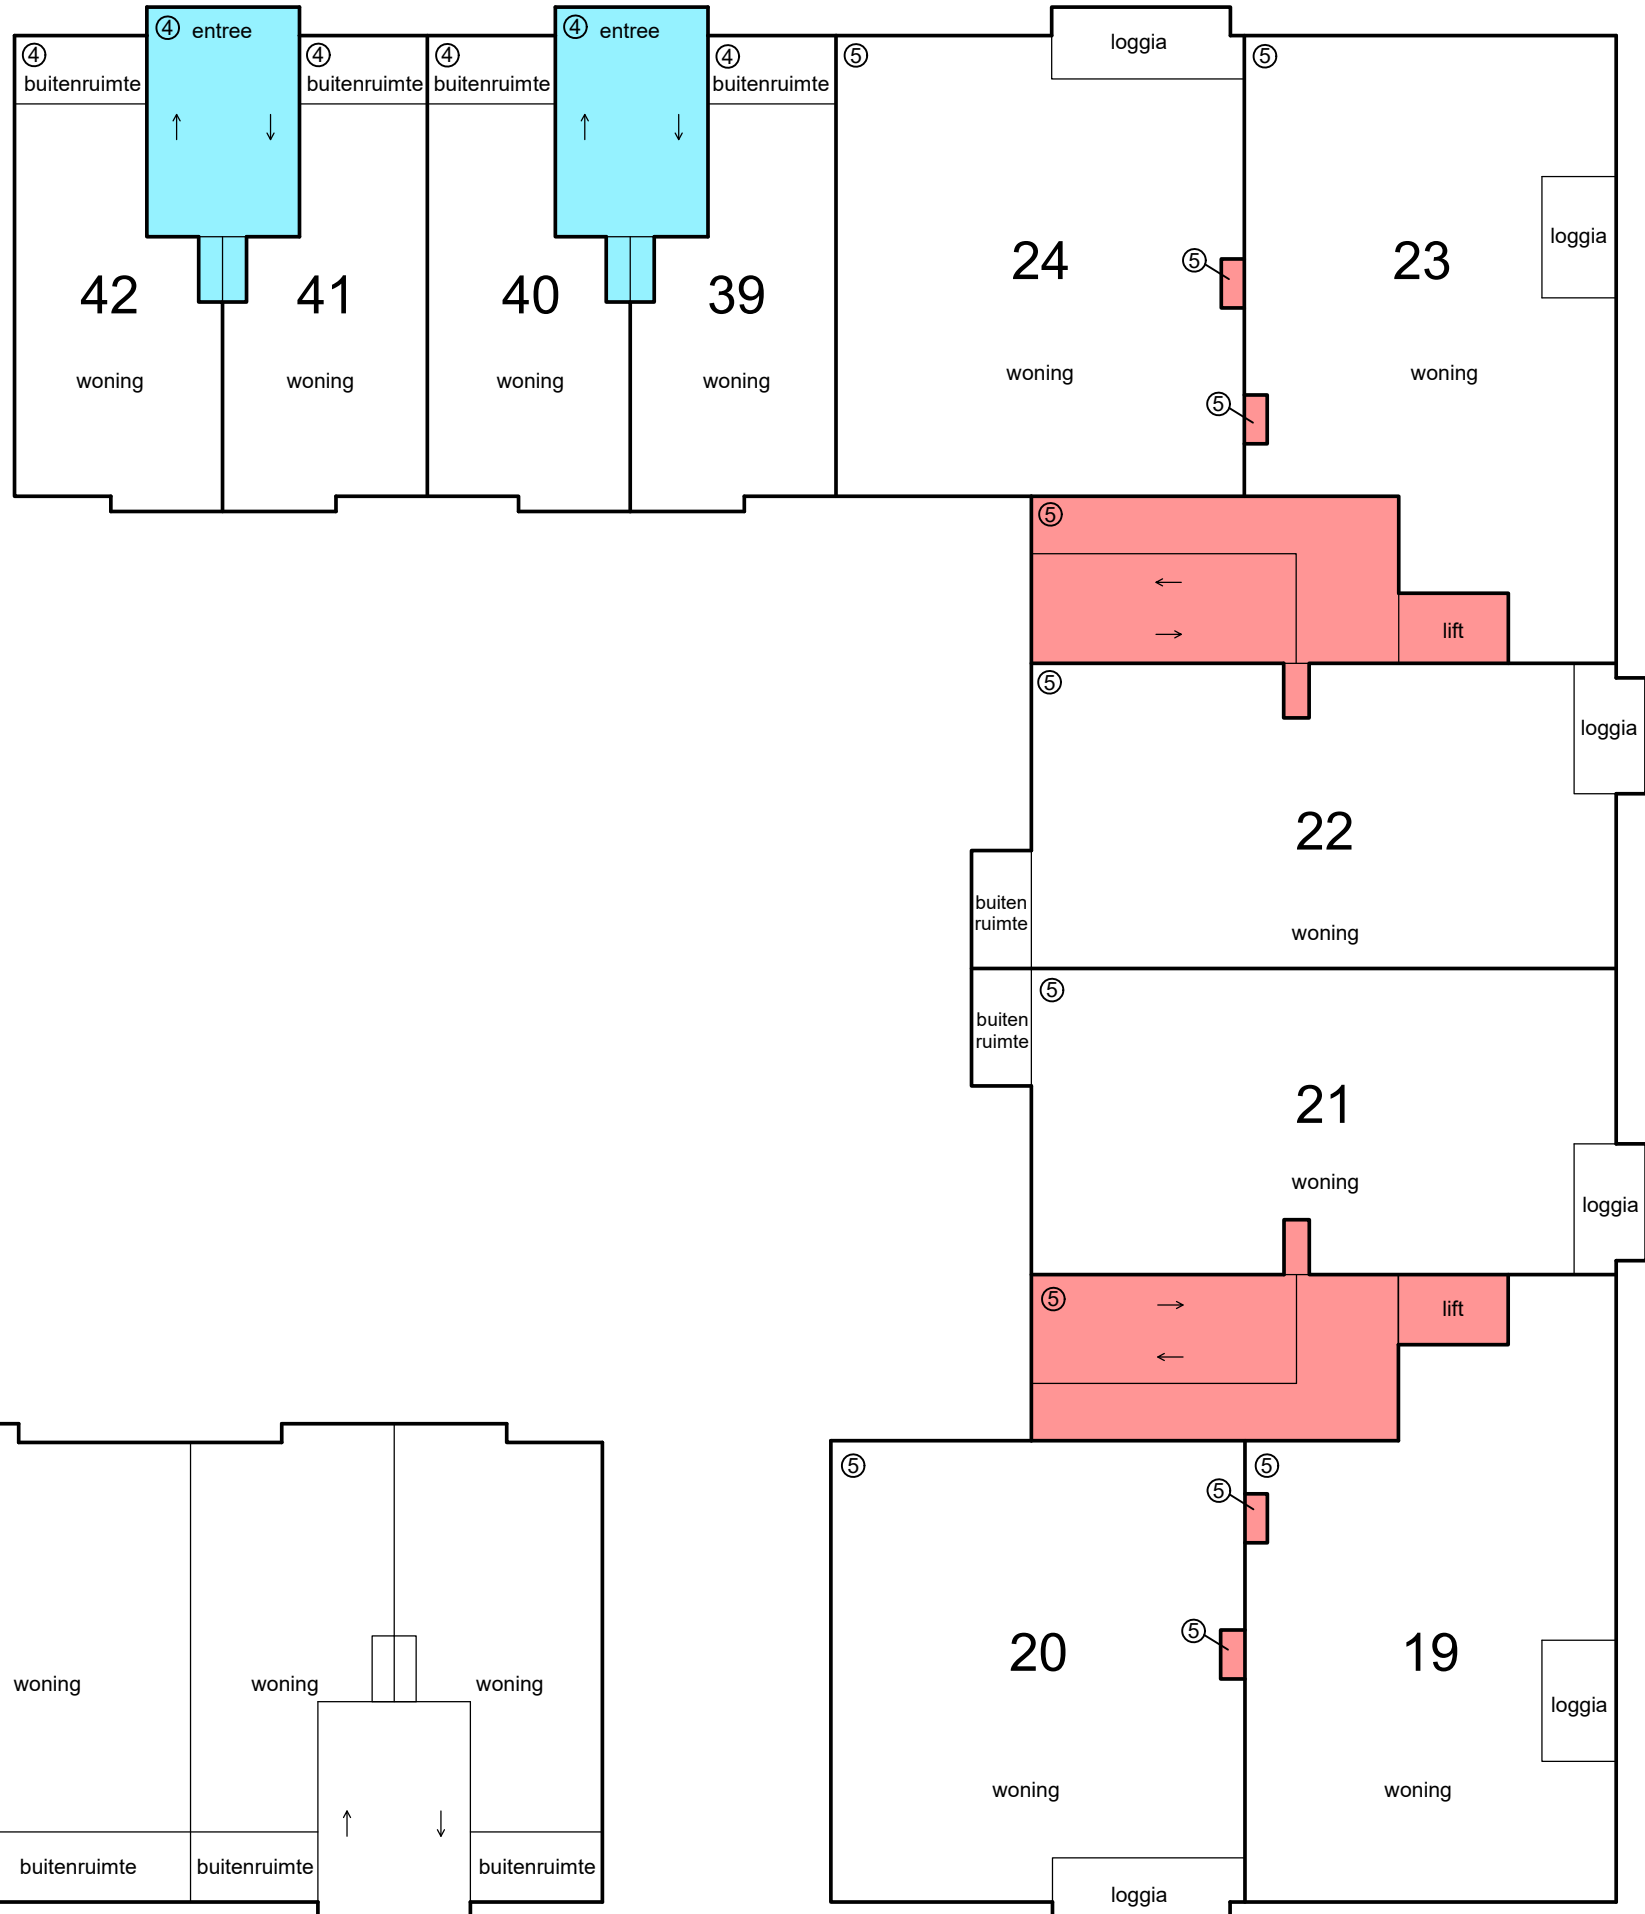 ④ entree
④
buitenruimte
④
buitenruimte
④
buitenruimte
④ entree
④
buitenruimte
⑤
loggia
⑤
42
woning
41
woning
40
woning
39
woning
24
woning
⑤
⑤
23
woning
loggia
⑤
←
→
lift
⑤
loggia
22
woning
buiten
ruimte
⑤
buiten
ruimte
21
woning
loggia
⑤
→
←
lift
⑤
20
woning
loggia
⑤
⑤
⑤
19
woning
loggia
woning
woning
woning
buitenruimte
buitenruimte
buitenruimte